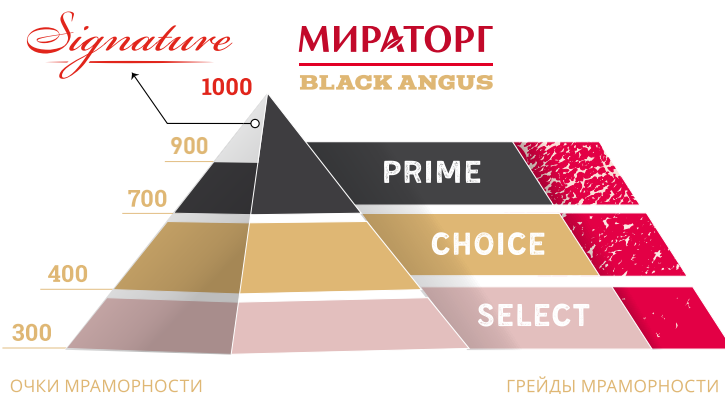 Signature
МИРАТОРГ
BLACK ANGUS
1000
900
PRIME
700
CHOICE
400
SELECT
300
ОЧКИ МРАМОРНОСТИ
ГРЕЙДЫ МРАМОРНОСТИ